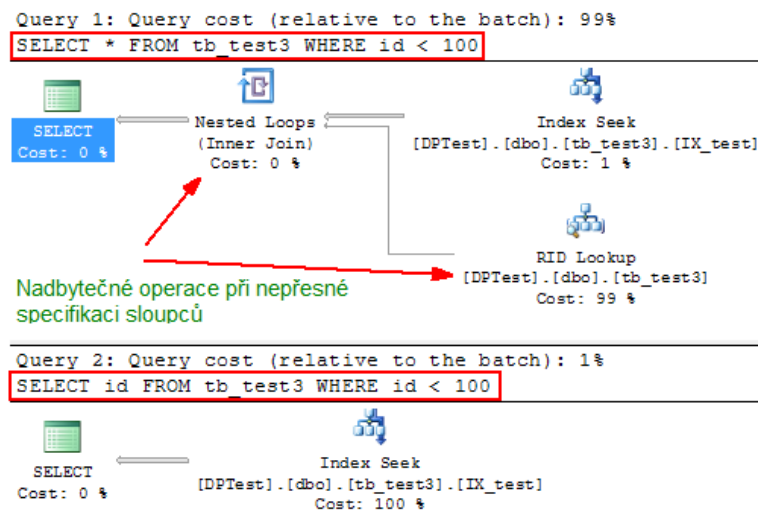 Query 1: Query cost (relative to the batch): 99%
SELECT * FROM tb_test3 WHERE id < 100
SELECT
Cost: 0 %
Nested Loops
(Inner Join)
Cost: 0 %
Index Seek
[DPTest].[dbo].[tb_test3].[IX_test]
Cost: 1 %
RID Lookup
[DPTest].[dbo].[tb_test3]
Cost: 99 %
Nadbytečné operace při nepřesné
specifikaci sloupců
Query 2: Query cost (relative to the batch): 1%
SELECT id FROM tb_test3 WHERE id < 100
SELECT
Cost: 0 %
Index Seek
[DPTest].[dbo].[tb_test3].[IX_test]
Cost: 100 %